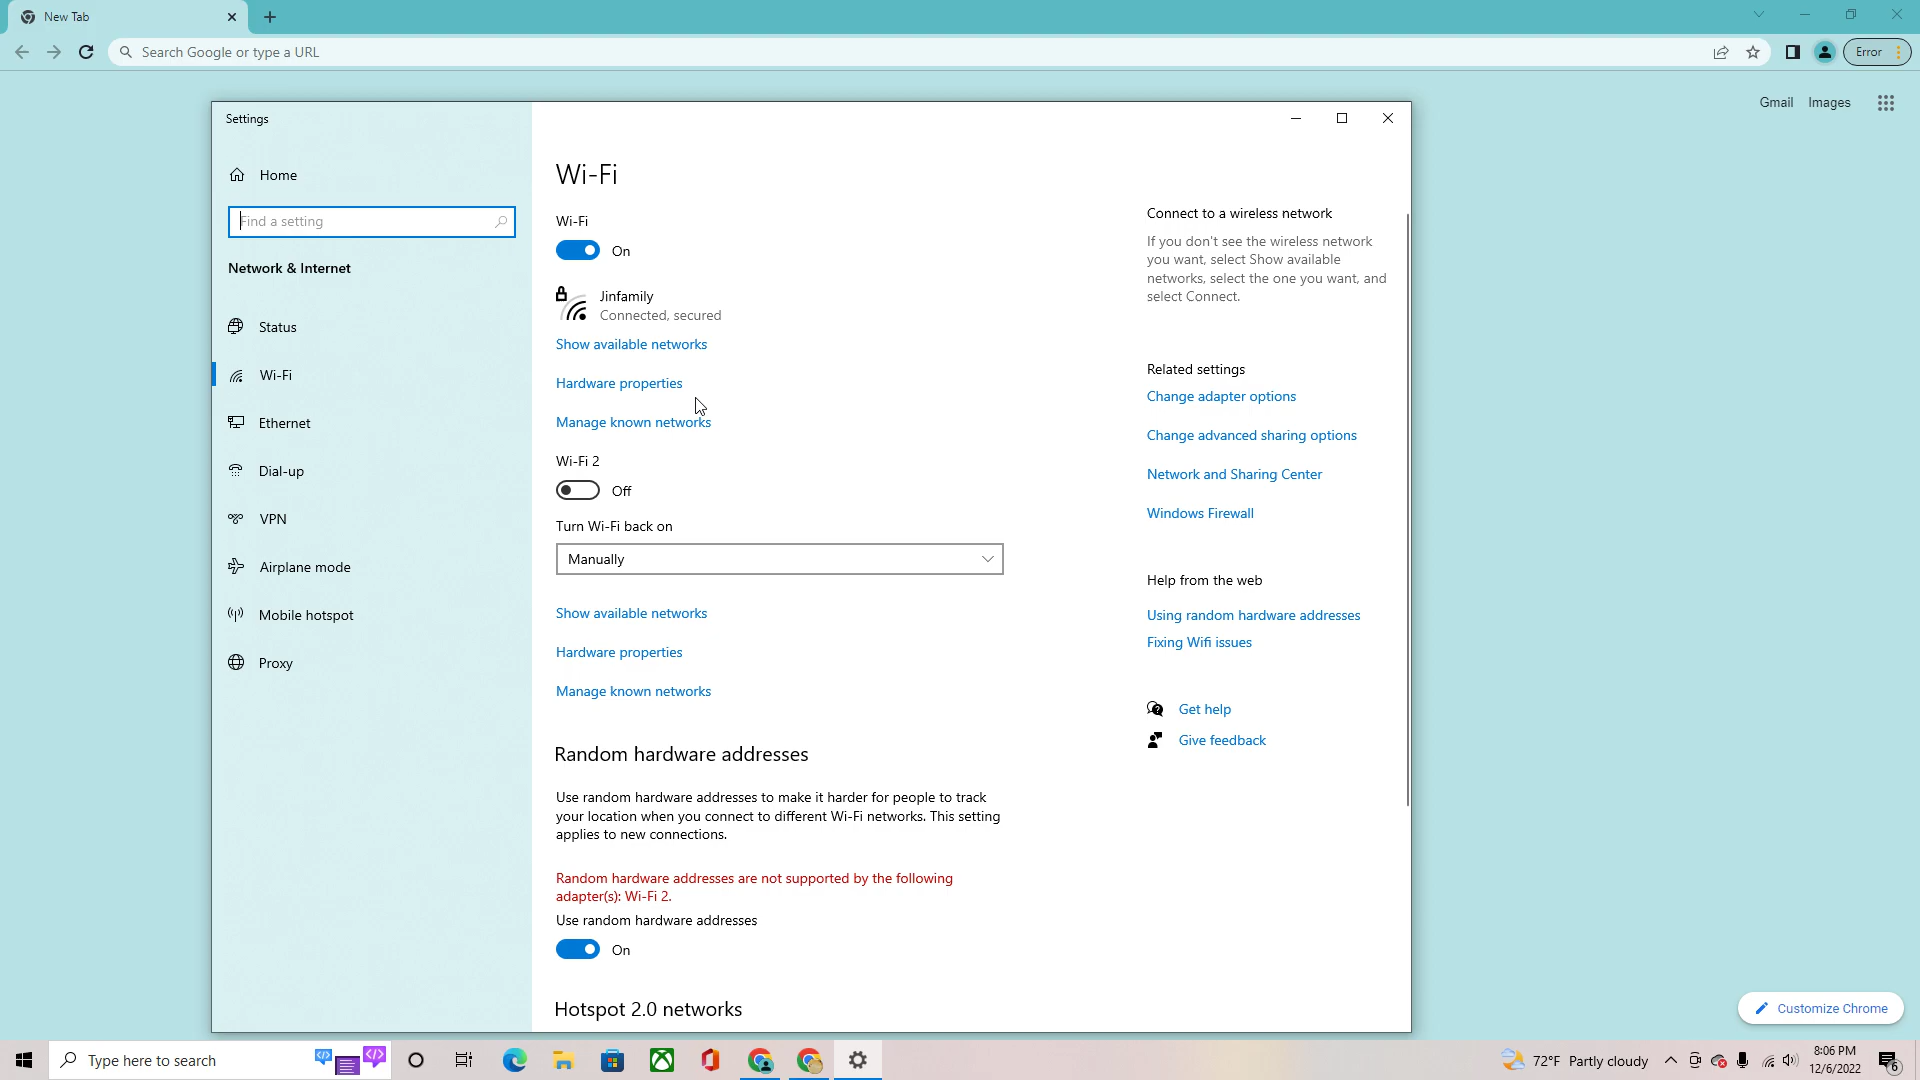 New Tab
Search Google or type a URL
Error
Gmail Images
Settings
Home
Find a setting
Network & Internet
Status
Wi-Fi
Ethernet
Dial-up
VPN
Airplane mode
Mobile hotspot
Proxy
Wi-Fi
Wi-Fi
On
Jinfamily
Connected, secured
Show available networks
Hardware properties
Manage known networks
Wi-Fi 2
Off
Turn Wi-Fi back on
Manually
Show available networks
Hardware properties
Manage known networks
Random hardware addresses
Use random hardware addresses to make it harder for people to track
your location when you connect to different Wi-Fi networks. This setting
applies to new connections.
Random hardware addresses are not supported by the following
adapter(s): Wi-Fi 2.
Use random hardware addresses
On
Hotspot 2.0 networks
Connect to a wireless network
If you don't see the wireless network
you want, select Show available
networks, select the one you want, and
select Connect.
Related settings
Change adapter options
Change advanced sharing options
Network and Sharing Center
Windows Firewall
Help from the web
Using random hardware addresses
Fixing Wifi issues
Get help
Give feedback
Customize Chrome
Type here to search
72°F Partly cloudy
8:06 PM
12/6/2022
6